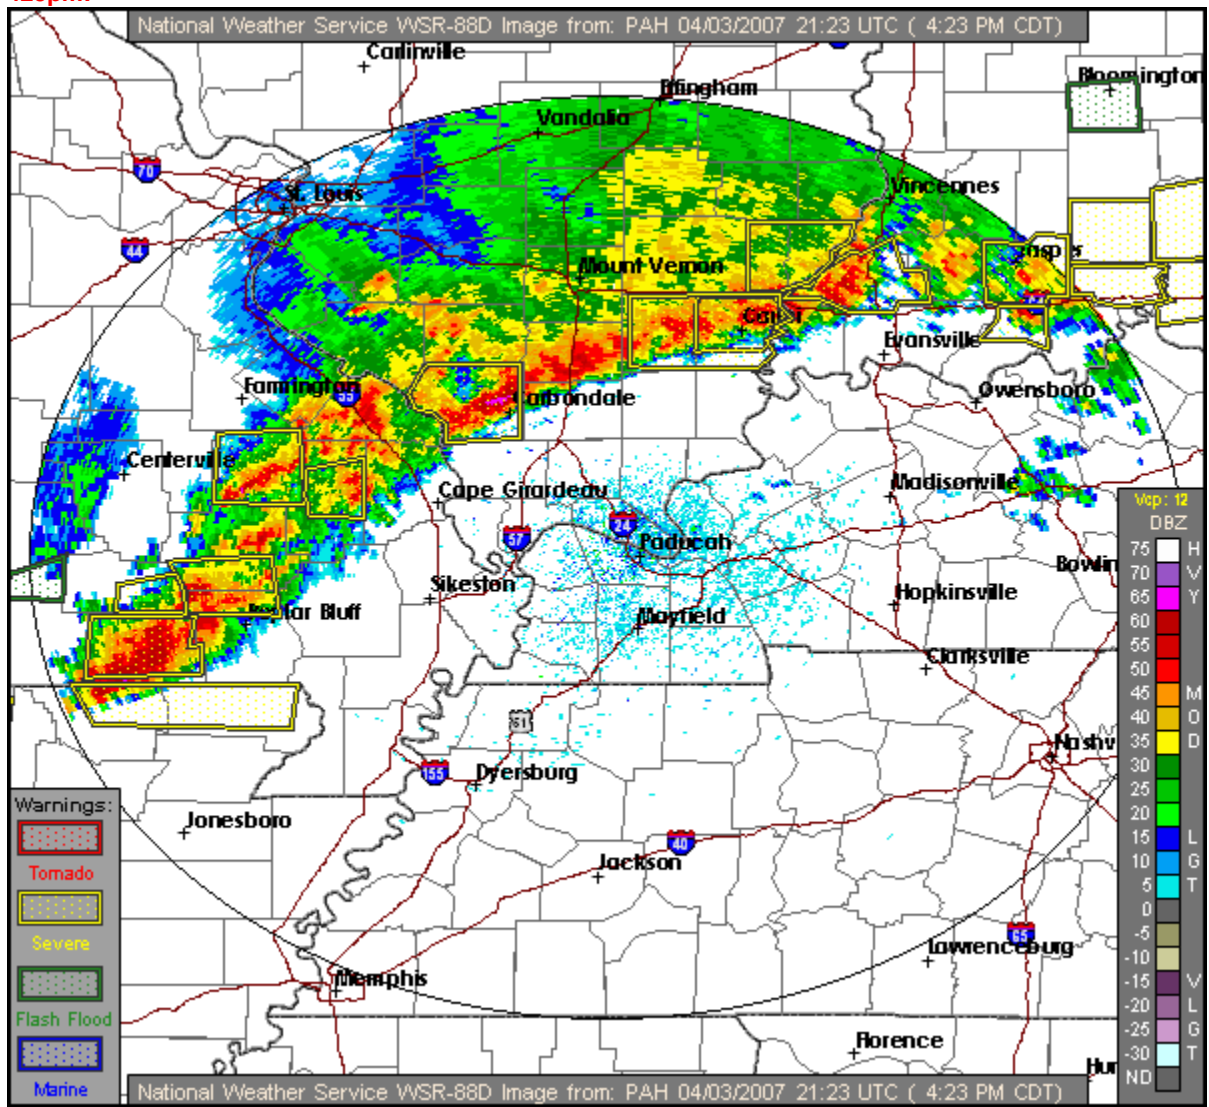 National Weather Service WSR-88D Image from: PAH 04/03/2007 21:23 UTC ( 4:23 PM CDT)
Carlinville
Effingham
Bloomington
Vandalia
70
St. Louis
Vincennes
44
Jasper
Mount Vernon
Carmi
Evansville
Farmington
55
Carbondale
Owensboro
Centerville
Cape Girardeau
Madisonville
24
57
Paducah
Bowlin
Sikeston
Hopkinsville
Poplar Bluff
Mayfield
Clarksville
51
Nashv
155
Dyersburg
Jonesboro
40
Jackson
65
Lawrenceburg
Memphis
Florence
Hun
Vcp: 12
DBZ
75 H
70 V
65 Y
60
55
50
45 M
40 O
35 D
30
25
20
15 L
10 G
5 T
0
-5
-10
-15 V
-20 L
-25 G
-30 T
ND
Warnings:
Tornado
Severe
Flash Flood
Marine
National Weather Service WSR-88D Image from: PAH 04/03/2007 21:23 UTC ( 4:23 PM CDT)